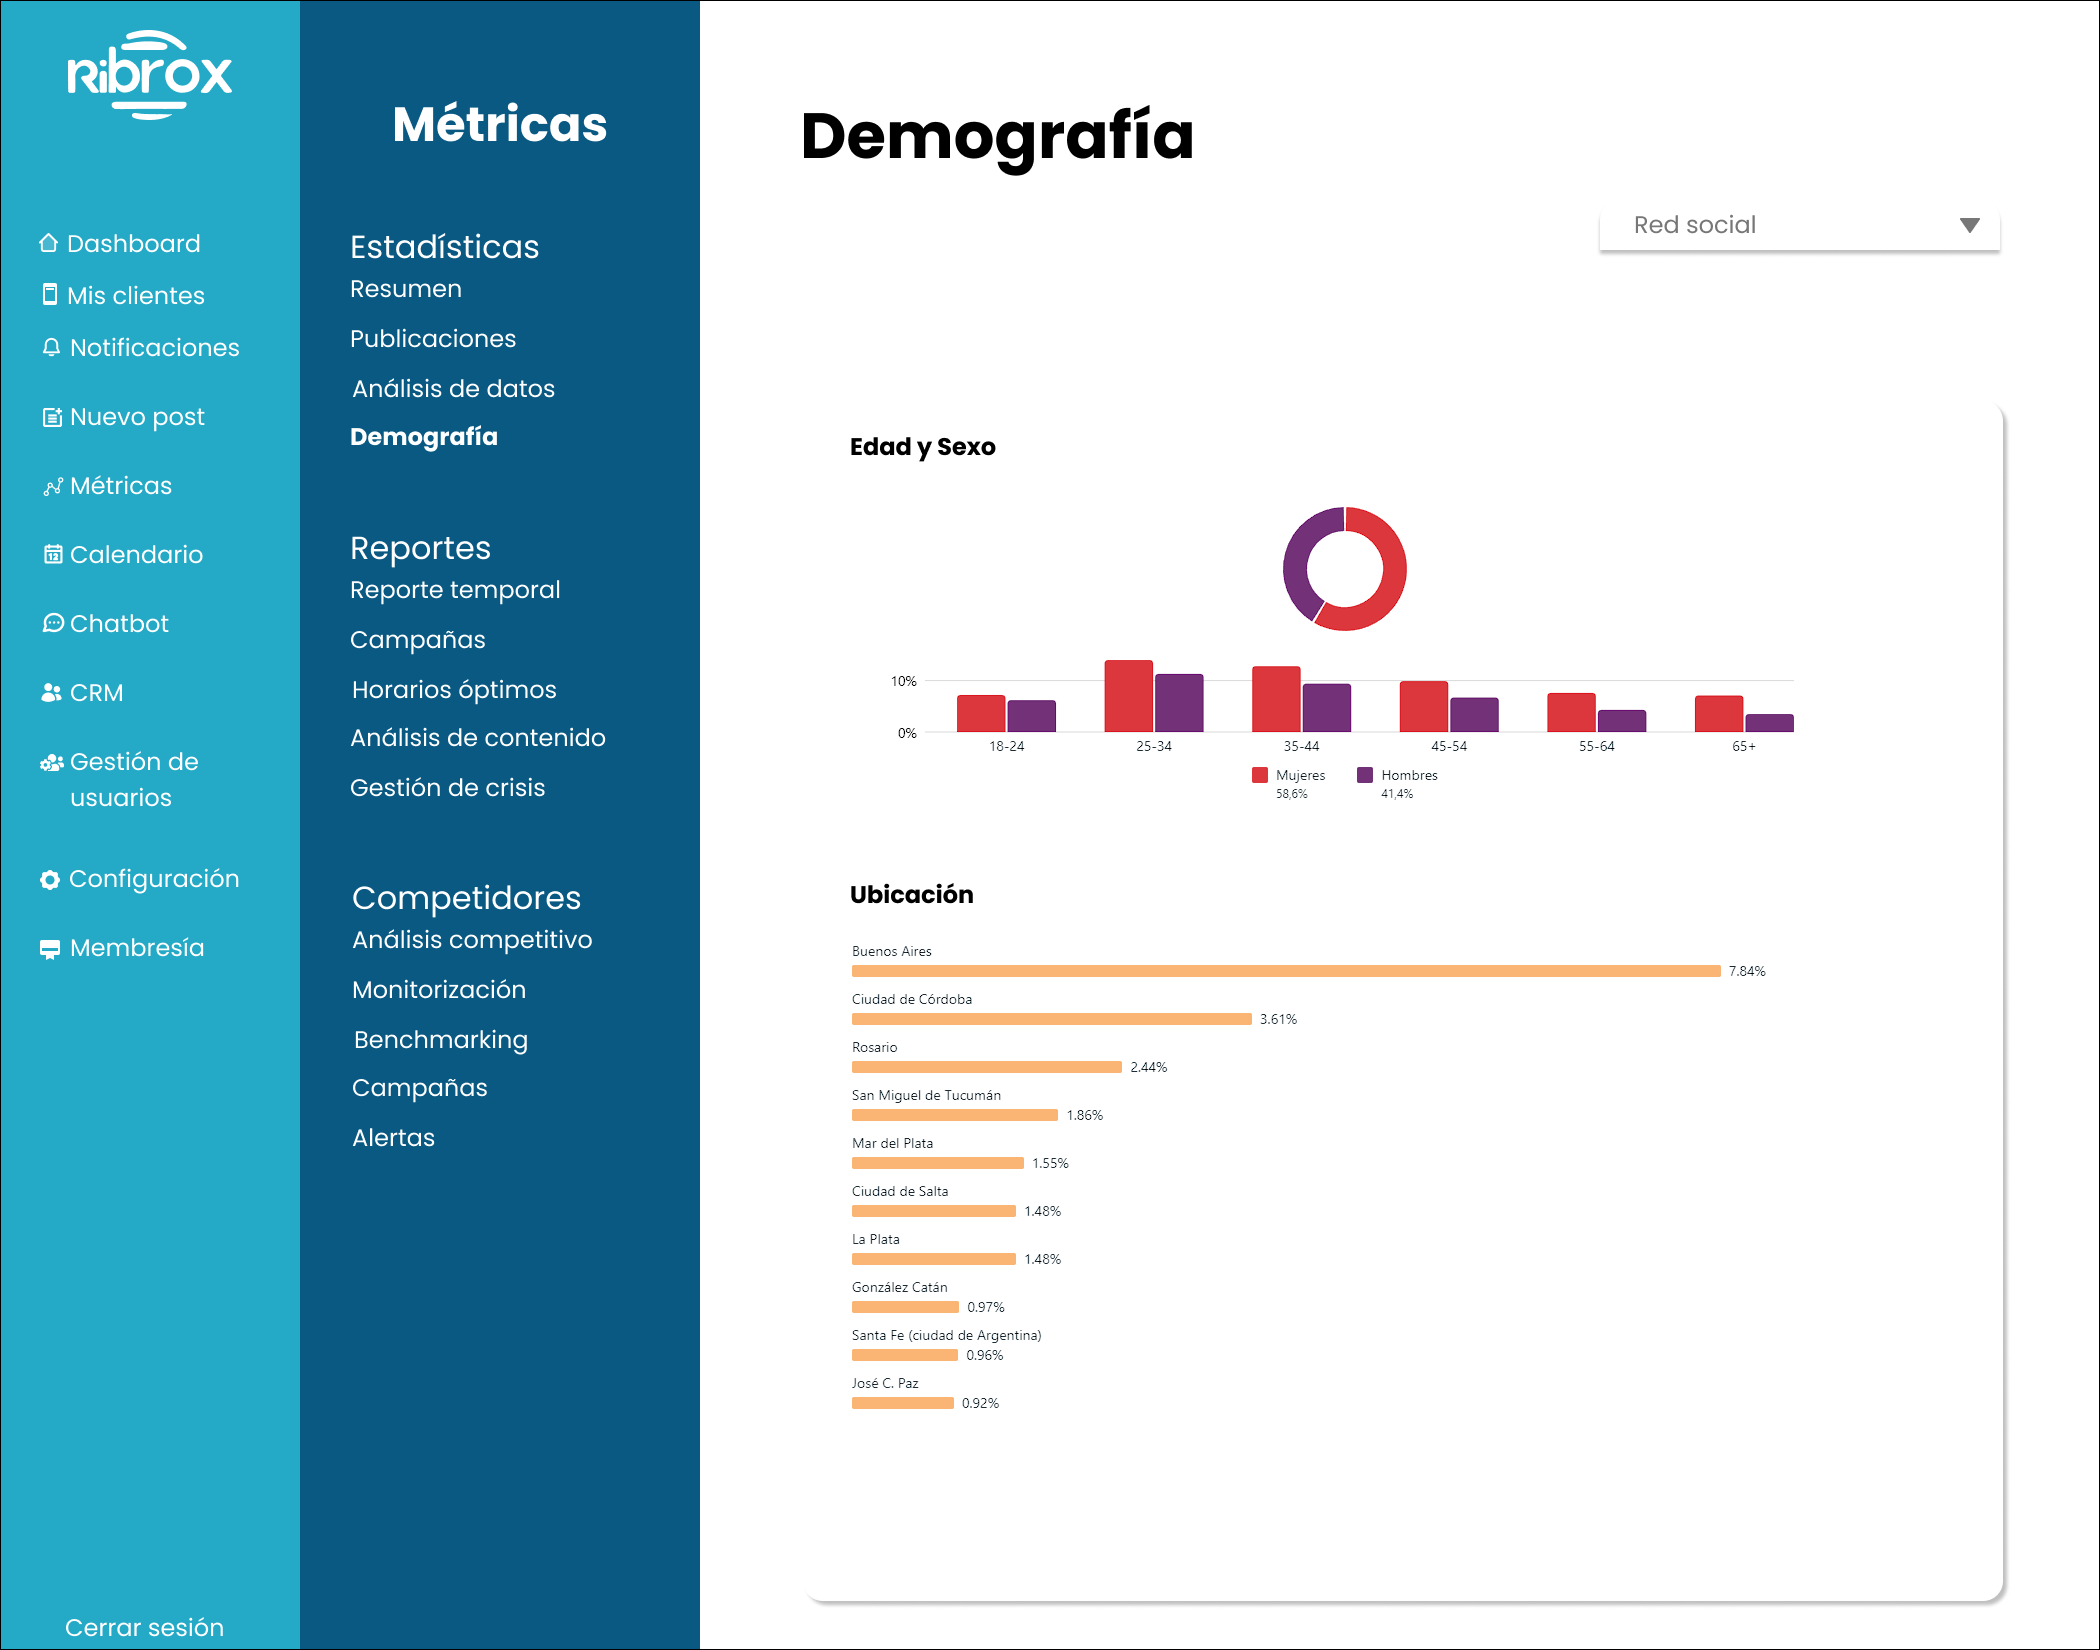 Ribrox
Dashboard
Mis clientes
Notificaciones
Nuevo post
Métricas
12
Calendario
Chatbot
CRM
Gestión de
usuarios
Configuración
Membresía
Cerrar sesión
Métricas
Estadísticas
Resumen
Publicaciones
Análisis de datos
Demografía
Reportes
Reporte temporal
Campañas
Horarios óptimos
Análisis de contenido
Gestión de crisis
Competidores
Análisis competitivo
Monitorización
Benchmarking
Campañas
Alertas
Demografía
Red social
Edad y Sexo
10%
0%
18-24 25-34 35-44 45-54 55-64 65+
Mujeres Hombres
58,6% 41,4%
Ubicación
Buenos Aires
7.84%
Ciudad de Córdoba
3.61%
Rosario
2.44%
San Miguel de Tucumán
1.86%
Mar del Plata
1.55%
Ciudad de Salta
1.48%
La Plata
1.48%
González Catán
0.97%
Santa Fe (ciudad de Argentina)
0.96%
José C. Paz
0.92%